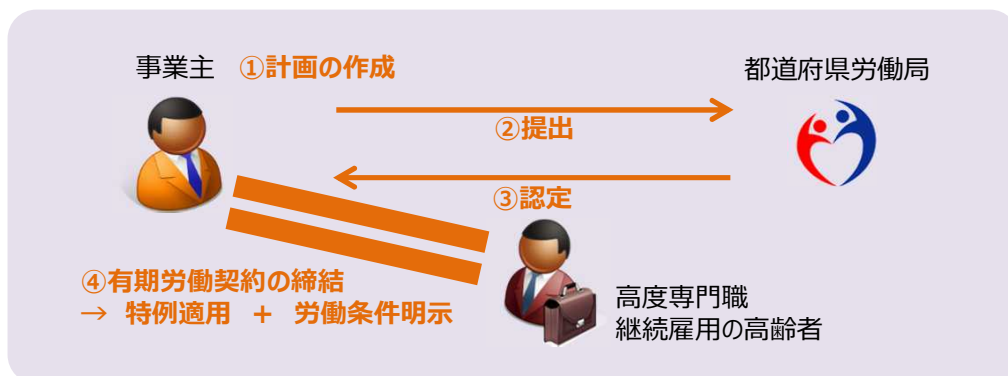 事業主 ①計画の作成
都道府県労働局
②提出
③認定
④有期労働契約の締結
→ 特例適用 + 労働条件明示
高度専門職
継続雇用の高齢者